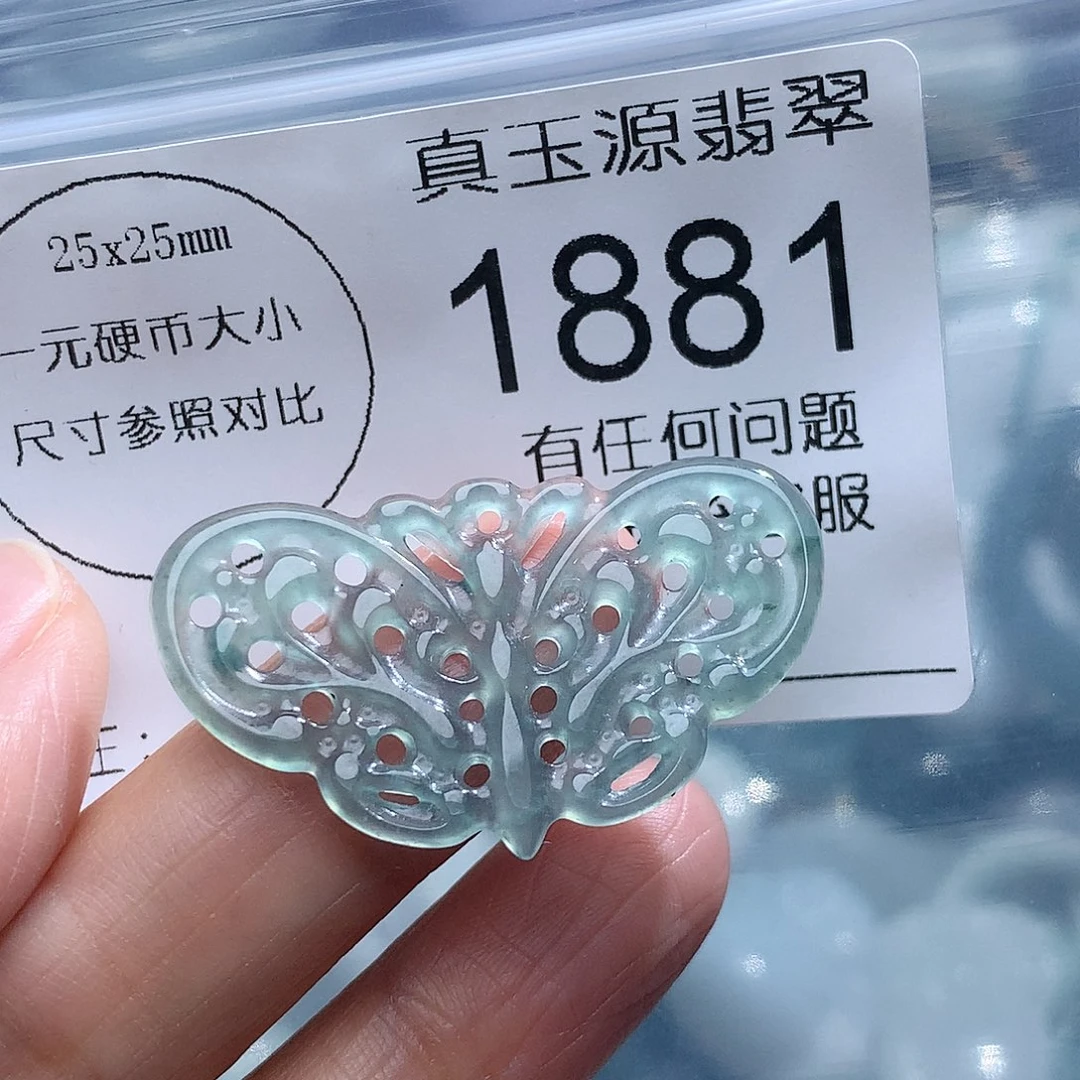 真玉源翡翠
1881
有任何问题
服
25x25mm
一元硬币大小
尺寸参照对比